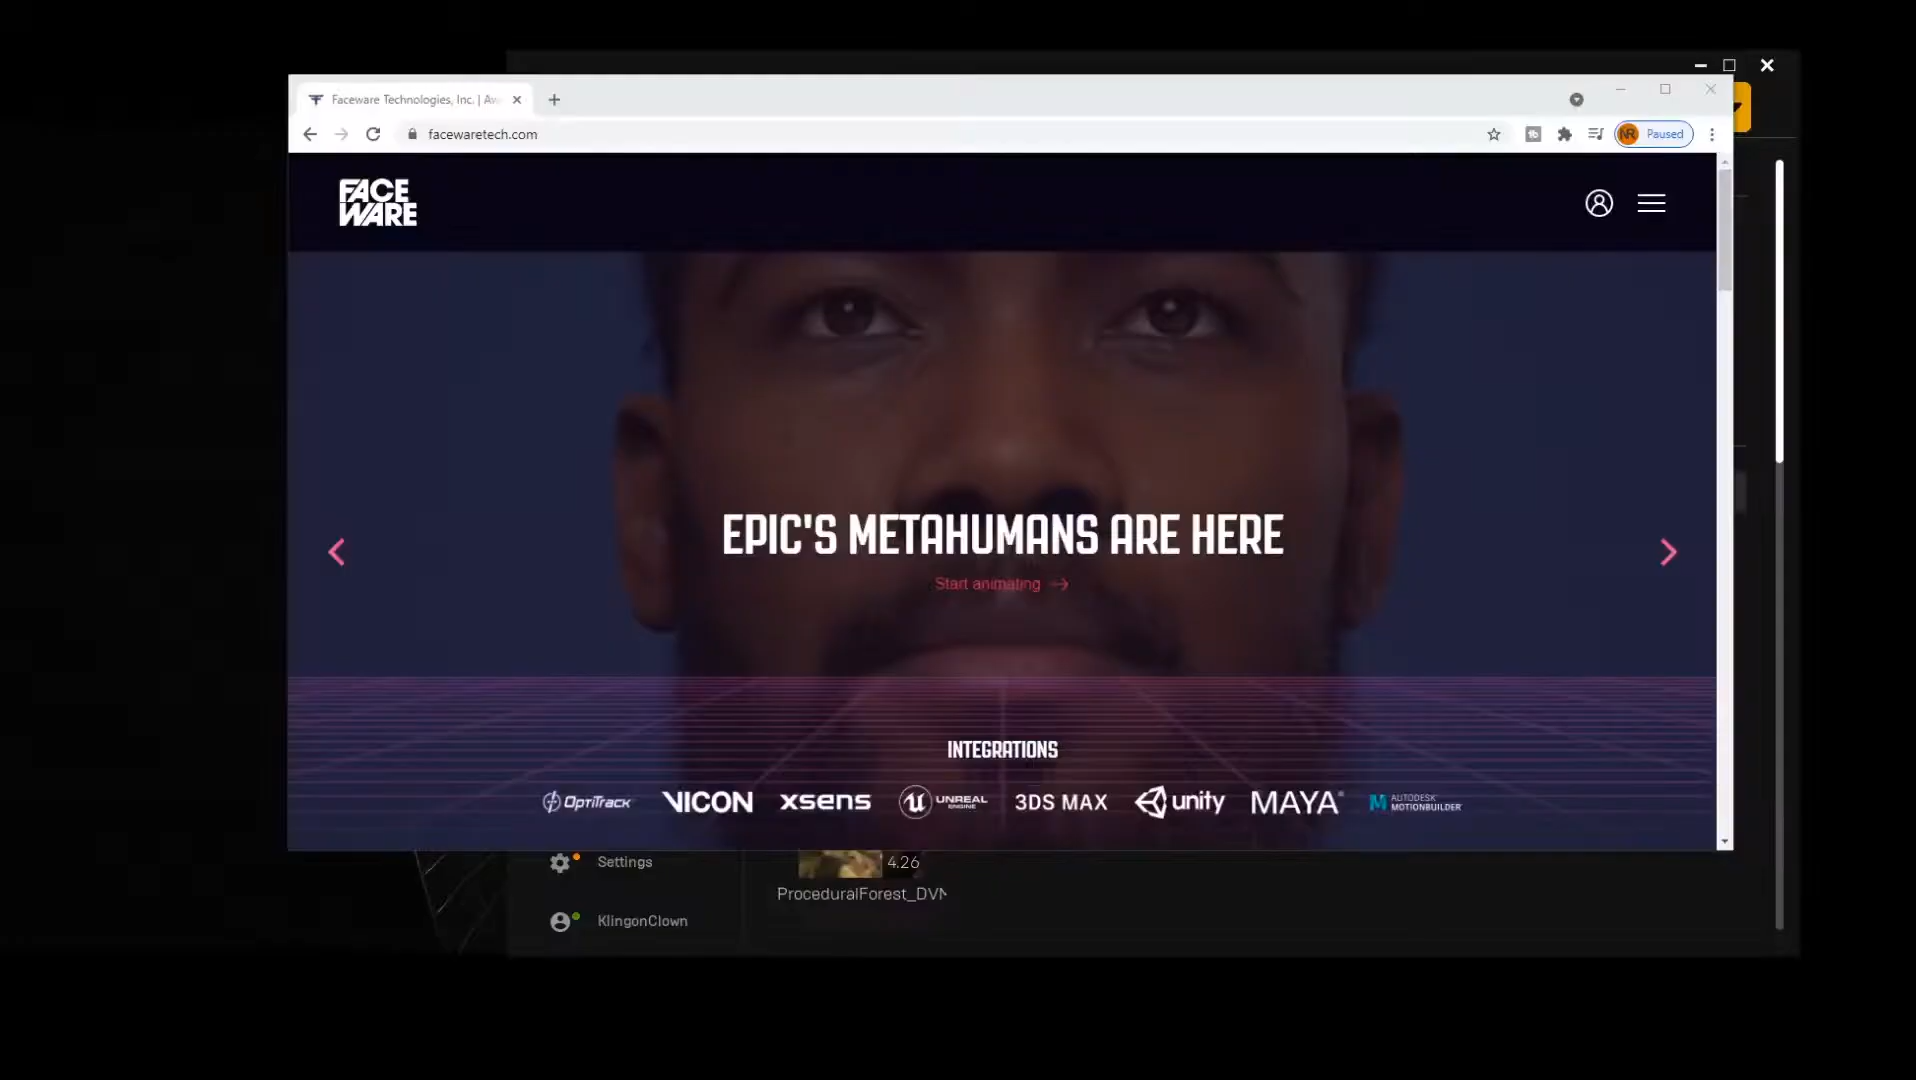 Faceware Technologies, Inc. | Aw
facewaretech.com
NR Paused
FACE
WARE
EPIC'S METAHUMANS ARE HERE
Start animating →
INTEGRATIONS
OptiTrack VICON xsens UNREAL ENGINE 3DS MAX unity MAYA AUTODESK MOTIONBUILDER
Settings
4.26
ProceduralForest_DVN
KlingonClown